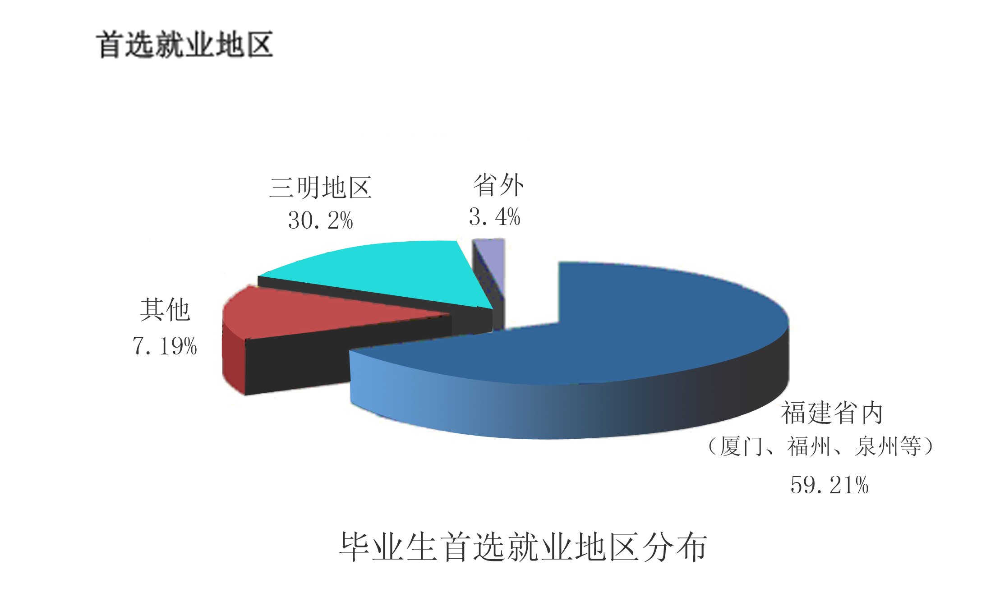 首选就业地区
三明地区
30.2%
省外
3.4%
其他
7.19%
福建省内
（厦门、福州、泉州等）
59.21%
毕业生首选就业地区分布